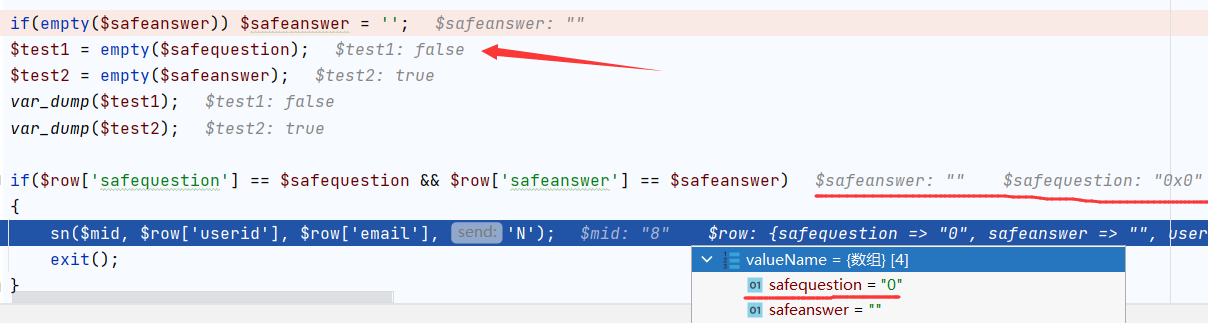 if(empty($safeanswer)) $safeanswer = ''; $safeanswer: ""
$test1 = empty($safequestion); $test1: false
$test2 = empty($safeanswer); $test2: true
var_dump($test1); $test1: false
var_dump($test2); $test2: true
if($row['safequestion'] == $safequestion && $row['safeanswer'] == $safeanswer) $safeanswer: "" $safequestion: "0x0"
{
sn($mid, $row['userid'], $row['email'], send: 'N'); $mid: "8" $row: {safequestion => "0", safeanswer => "", user
exit();
}
valueName = {数组} [4]
01 safequestion = "0"
01 safeanswer = ""